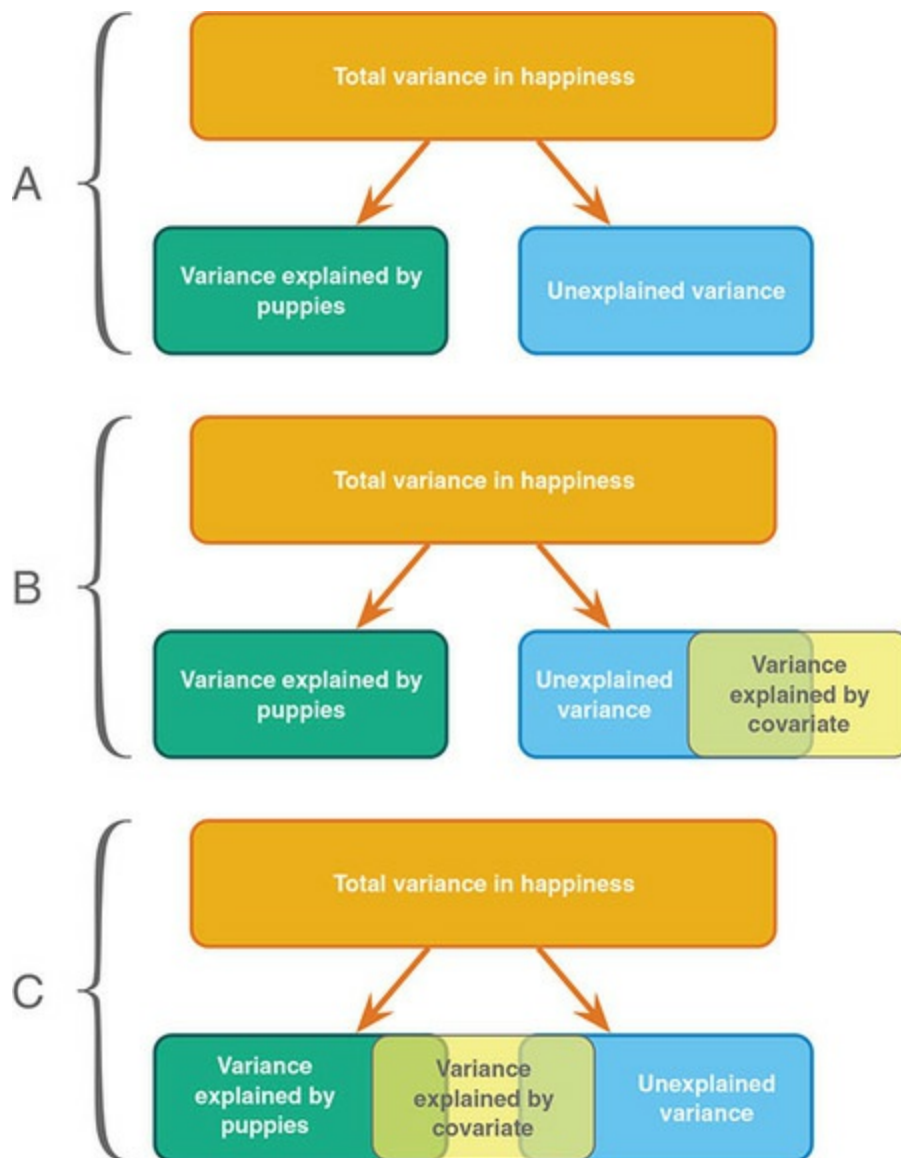 A
Total variance in happiness
Variance explained by
puppies
Unexplained variance
B
Total variance in happiness
Variance explained by
puppies
Unexplained
variance
Variance
explained by
covariate
C
Total variance in happiness
Variance
explained by
puppies
Variance
explained by
covariate
Unexplained
variance